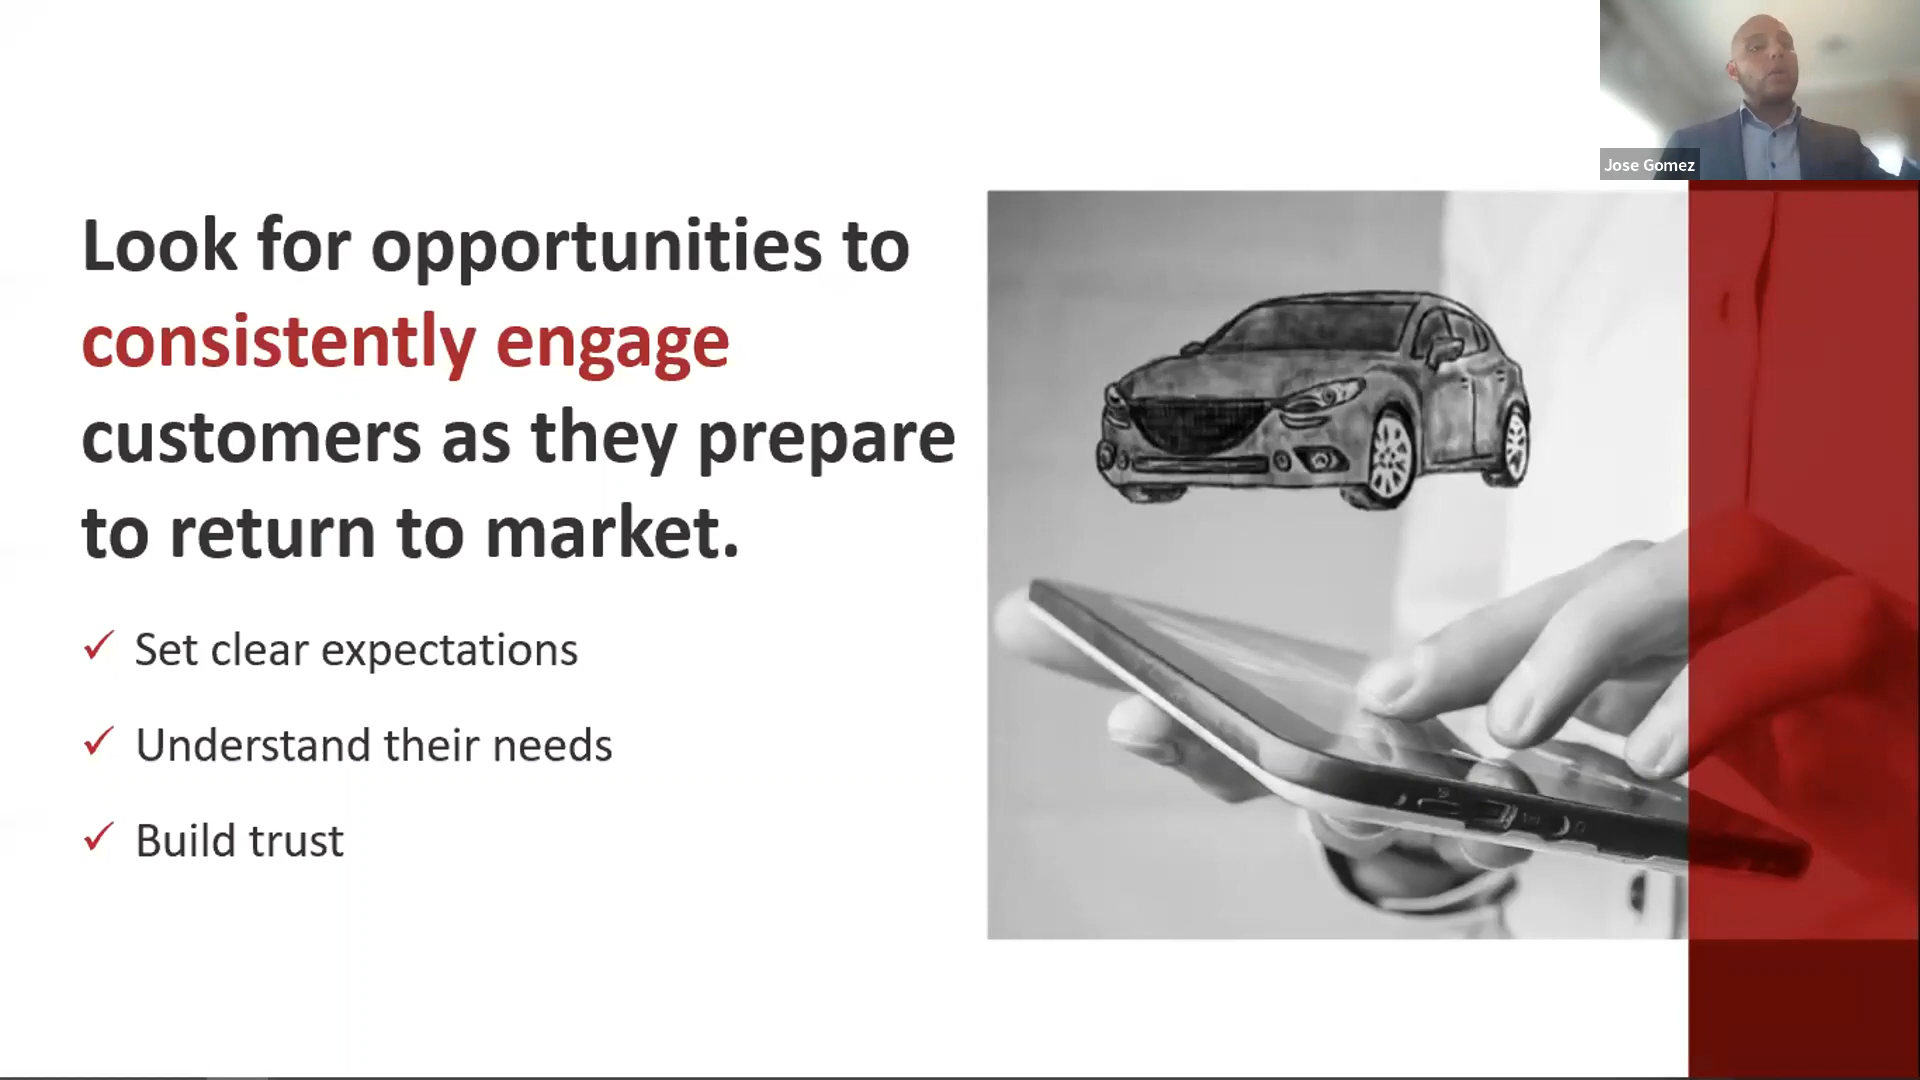 Jose Gomez
Look for opportunities to
consistently engage
customers as they prepare
to return to market.
✓ Set clear expectations
✓ Understand their needs
✓ Build trust